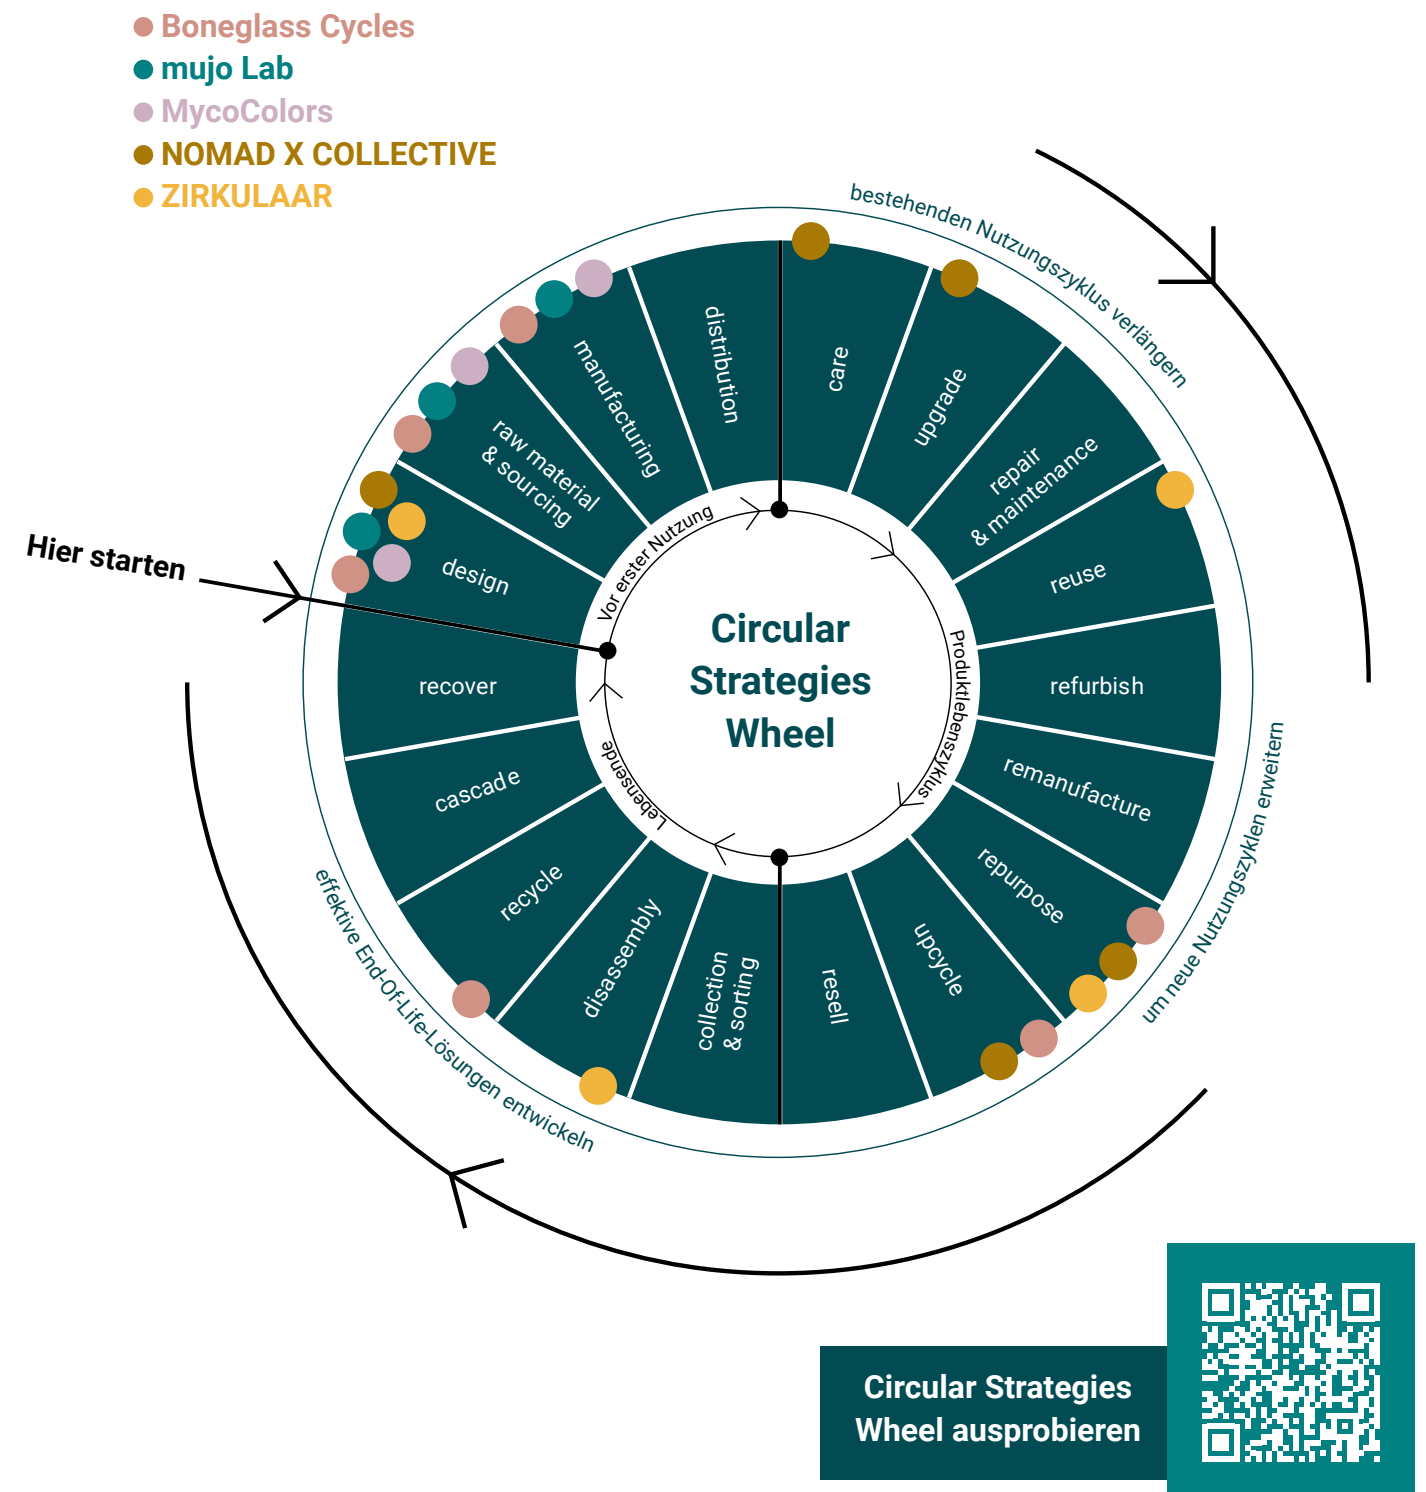 Boneglass Cycles
mujo Lab
MycoColors
NOMAD X COLLECTIVE
ZIRKULAAR
Hier starten
Circular
Strategies
Wheel
Vor erster Nutzung
Produktlebenszyklus
Lebensende
design
raw material
& sourcing
manufacturing
distribution
care
upgrade
repair
& maintenance
reuse
refurbish
remanufacture
repurpose
upcycle
resell
collection
& sorting
disassembly
recycle
cascade
recover
bestehenden Nutzungszyklus verlängern
um neue Nutzungszyklen erweitern
effektive End-Of-Life-Lösungen entwickeln
Circular Strategies
Wheel ausprobieren